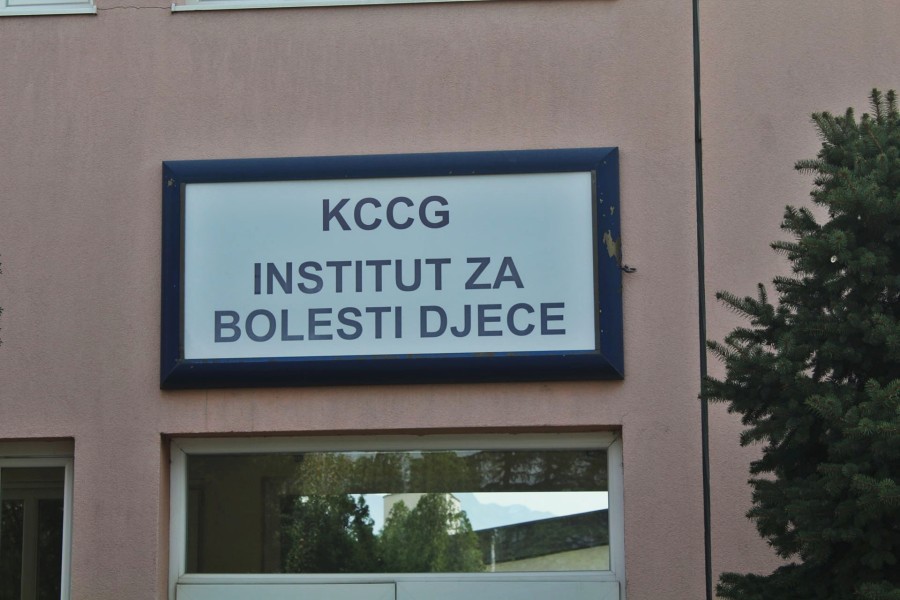 KCCG
INSTITUT ZA
BOLESTI DJECE